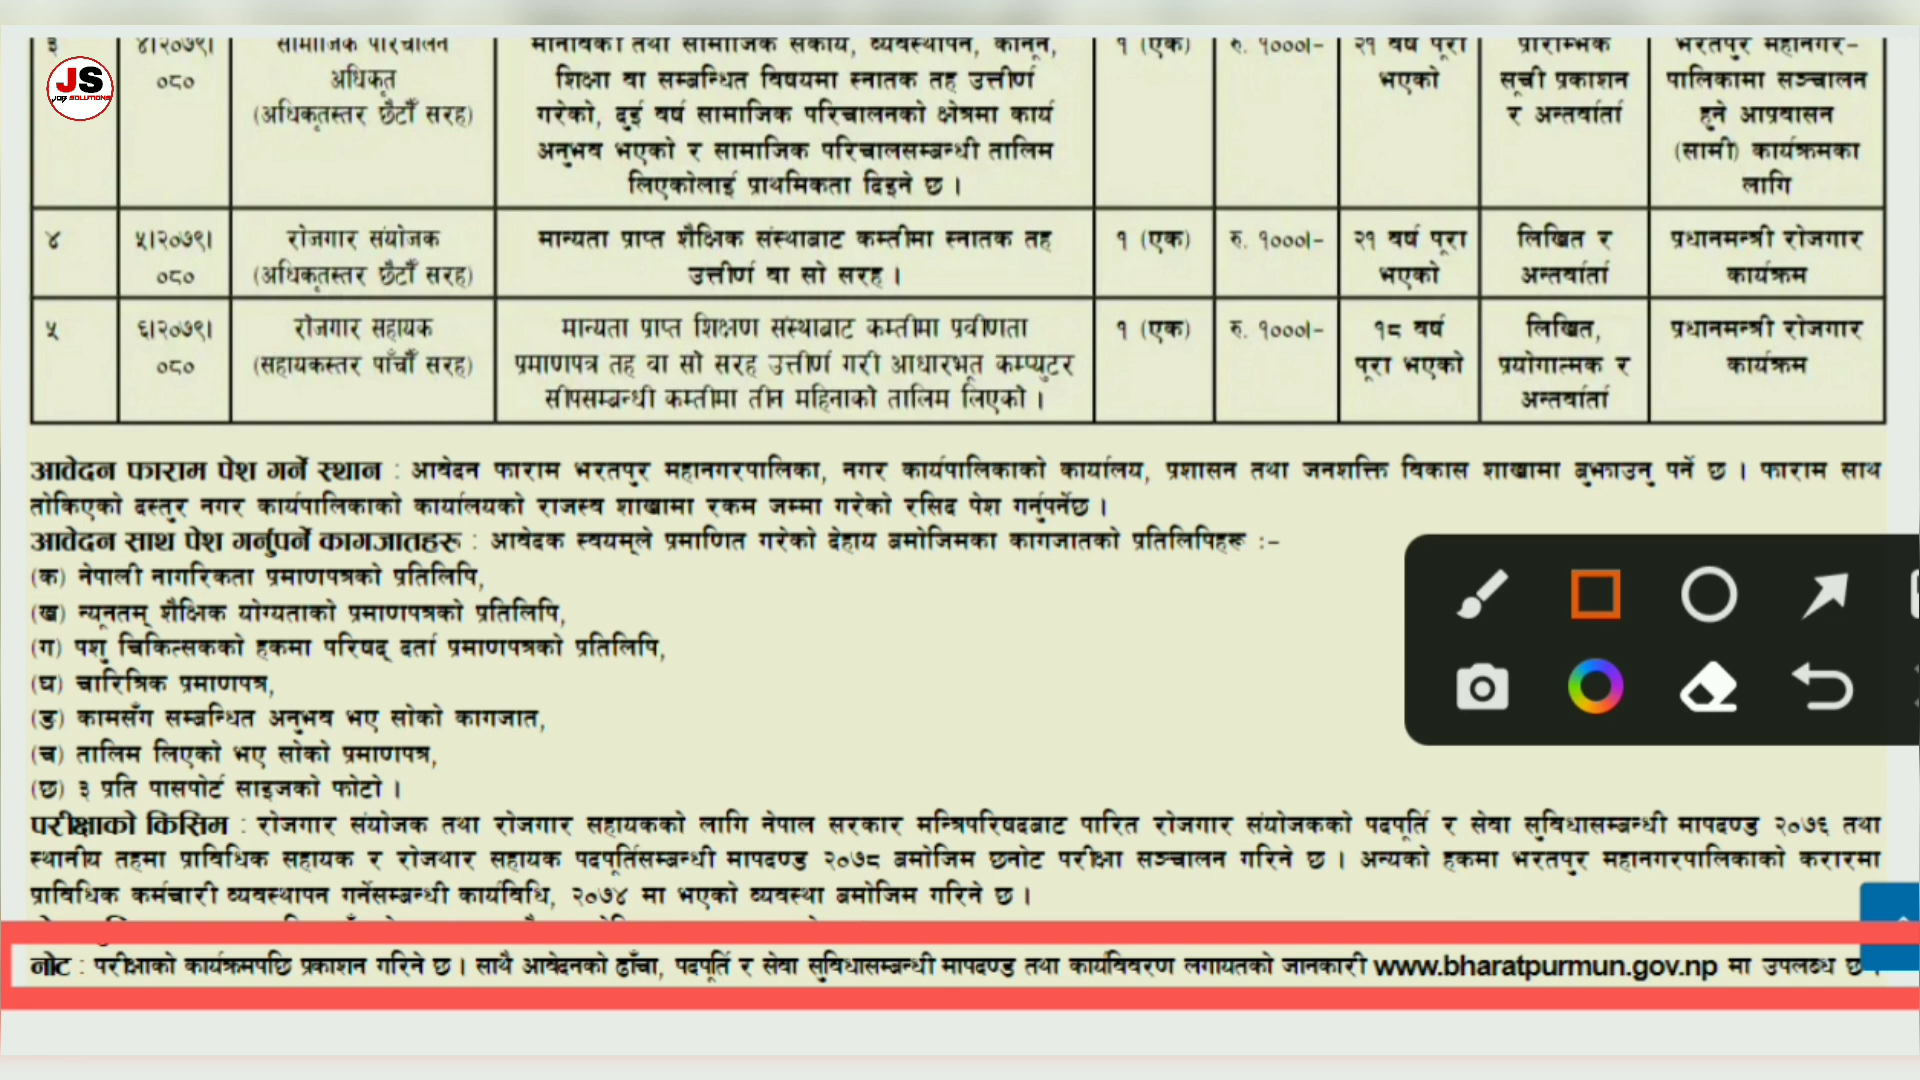 ३ ४।२०७९। सामाजिक परिचालन मानविकी तथा सामाजिक संकाय, व्यवस्थापन, कानून, १ (एक) रु. १०००।– २१ वर्ष पूरा प्रारम्भिक भरतपुर महानगर–
JS ०८० अधिकृत शिक्षा वा सम्बन्धित विषयमा स्नातक तह उत्तीर्ण भएको सूची प्रकाशन पालिकामा सञ्चालन
JOB SOLUTIONS (अधिकृतस्तर छैटौँ सरह) गरेको, दुई वर्ष सामाजिक परिचालनको क्षेत्रमा कार्य र अन्तर्वार्ता हुने आप्रवासन
अनुभव भएको र सामाजिक परिचालसम्बन्धी तालिम (सामी) कार्यक्रमका
लिएकोलाई प्राथमिकता दिइने छ । लागि
४ ५।२०७९। रोजगार संयोजक मान्यता प्राप्त शैक्षिक संस्थाबाट कम्तीमा स्नातक तह १ (एक) रु. १०००।– २१ वर्ष पूरा लिखित र प्रधानमन्त्री रोजगार
०८० (अधिकृतस्तर छैटौँ सरह) उत्तीर्ण वा सो सरह । भएको अन्तर्वार्ता कार्यक्रम
५ ६।२०७९। रोजगार सहायक मान्यता प्राप्त शिक्षण संस्थाबाट कम्तीमा प्रवीणता १ (एक) रु. १०००।– १८ वर्ष लिखित, प्रधानमन्त्री रोजगार
०८० (सहायकस्तर पाँचौँ सरह) प्रमाणपत्र तह वा सो सरह उत्तीर्ण गरी आधारभूत कम्प्युटर पूरा भएको प्रयोगात्मक र कार्यक्रम
सीपसम्बन्धी कम्तीमा तीन महिनाको तालिम लिएको । अन्तर्वार्ता
आवेदन फाराम पेश गर्ने स्थान : आवेदन फाराम भरतपुर महानगरपालिका, नगर कार्यपालिकाको कार्यालय, प्रशासन तथा जनशक्ति विकास शाखामा बुझाउनु पर्ने छ । फाराम साथ
तोकिएको दस्तुर नगर कार्यपालिकाको कार्यालयको राजस्व शाखामा रकम जम्मा गरेको रसिद पेश गर्नुपर्नेछ ।
आवेदन साथ पेश गर्नुपर्ने कागजातहरू : आवेदक स्वयम्ले प्रमाणित गरेको देहाय बमोजिमका कागजातको प्रतिलिपिहरू :–
(क) नेपाली नागरिकता प्रमाणपत्रको प्रतिलिपि,
(ख) न्यूनतम् शैक्षिक योग्यताको प्रमाणपत्रको प्रतिलिपि,
(ग) पशु चिकित्सकको हकमा परिषद् दर्ता प्रमाणपत्रको प्रतिलिपि,
(घ) चारित्रिक प्रमाणपत्र,
(ङ) कामसँग सम्बन्धित अनुभव भए सोको कागजात,
(च) तालिम लिएको भए सोको प्रमाणपत्र,
(छ) ३ प्रति पासपोर्ट साइजको फोटो ।
परीक्षाको किसिम : रोजगार संयोजक तथा रोजगार सहायकको लागि नेपाल सरकार मन्त्रिपरिषदबाट पारित रोजगार संयोजकको पदपूर्ति र सेवा सुविधासम्बन्धी मापदण्ड २०७६ तथा
स्थानीय तहमा प्राविधिक सहायक र रोजथार सहायक पदपूर्तिसम्बन्धी मापदण्ड २०७८ बमोजिम छनोट परीक्षा सञ्चालन गरिने छ । अन्यको हकमा भरतपुर महानगरपालिकाको करारमा
प्राविधिक कर्मचारी व्यवस्थापन गर्नेसम्बन्धी कार्यविधि, २०७४ मा भएको व्यवस्था बमोजिम गरिने छ ।
नोट : परीक्षाको कार्यक्रमपछि प्रकाशन गरिने छ । साथै आवेदनको ढाँचा, पदपूर्ति र सेवा सुविधासम्बन्धी मापदण्ड तथा कार्यविवरण लगायतको जानकारी www.bharatpurmun.gov.np मा उपलब्ध छ ।